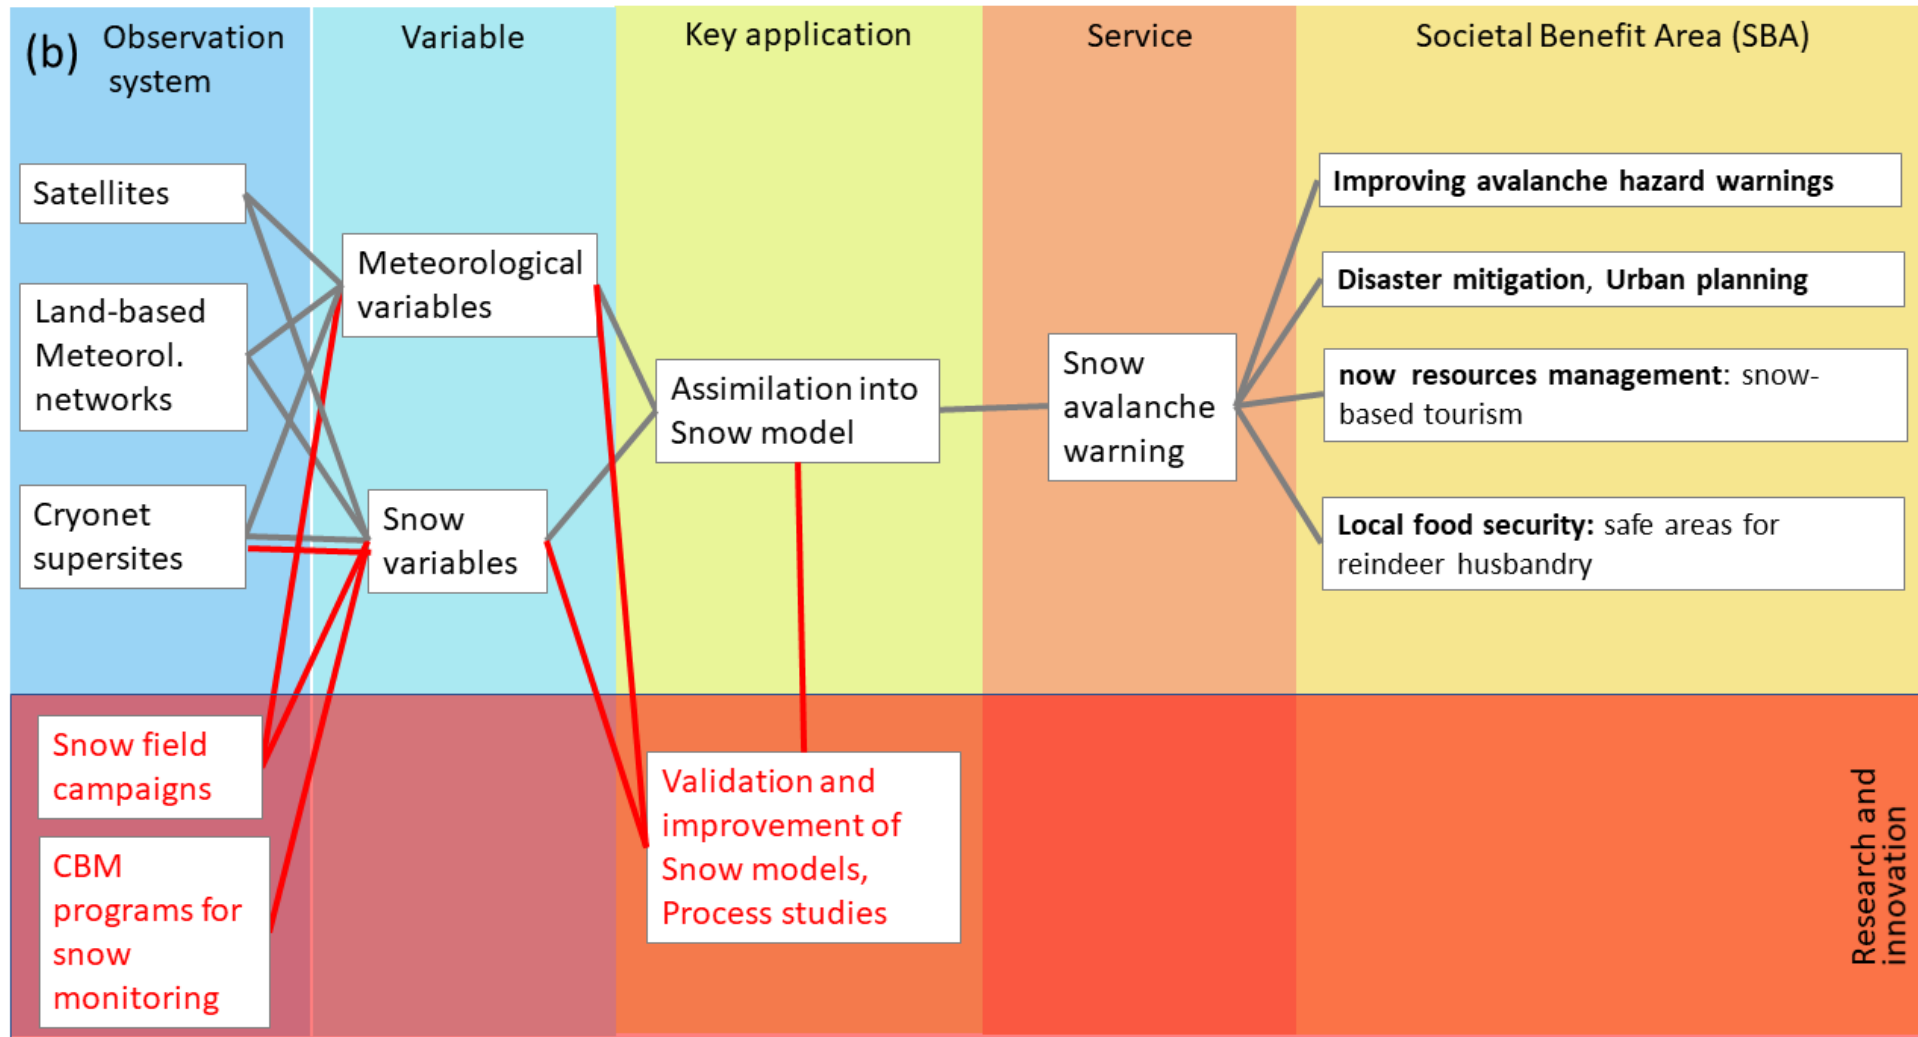 (b)
Observation
system
Variable
Key application
Service
Societal Benefit Area (SBA)
Satellites
Land-based
Meteorol.
networks
Cryonet
supersites
Meteorological
variables
Snow
variables
Assimilation into
Snow model
Snow
avalanche
warning
Improving avalanche hazard warnings
Disaster mitigation, Urban planning
now resources management: snow-
based tourism
Local food security: safe areas for
reindeer husbandry
Snow field
campaigns
CBM
programs for
snow
monitoring
Validation and
improvement of
Snow models,
Process studies
Research and
innovation